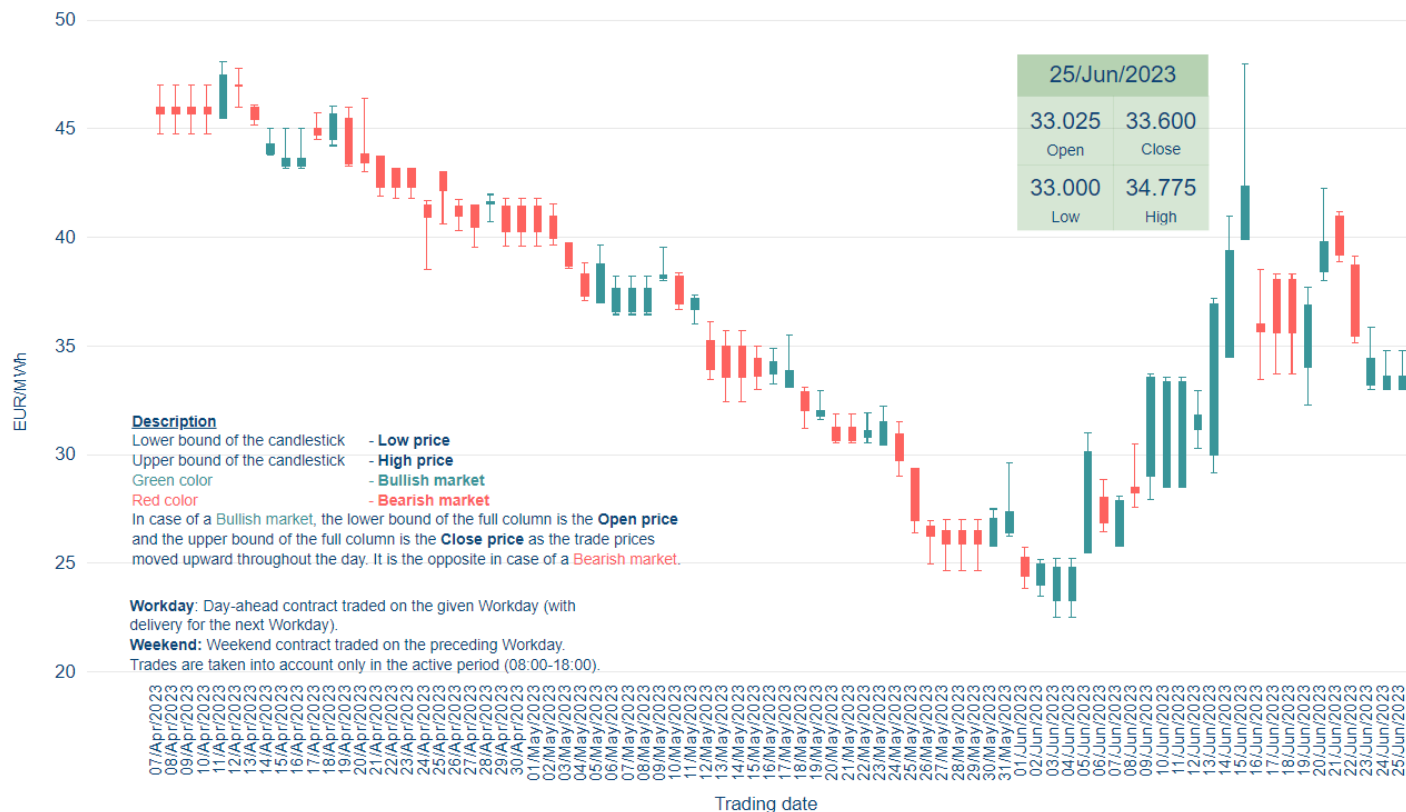 50
45
40
35
30
25
20
EUR/MWh
25/Jun/2023
33.025 33.600
Open Close
33.000 34.775
Low High
Description
Lower bound of the candlestick - Low price
Upper bound of the candlestick - High price
Green color - Bullish market
Red color - Bearish market
In case of a Bullish market, the lower bound of the full column is the Open price
and the upper bound of the full column is the Close price as the trade prices
moved upward throughout the day. It is the opposite in case of a Bearish market.
Workday: Day-ahead contract traded on the given Workday (with
delivery for the next Workday).
Weekend: Weekend contract traded on the preceding Workday.
Trades are taken into account only in the active period (08:00-18:00).
07/Apr/2023
08/Apr/2023
09/Apr/2023
10/Apr/2023
11/Apr/2023
12/Apr/2023
13/Apr/2023
14/Apr/2023
15/Apr/2023
16/Apr/2023
17/Apr/2023
18/Apr/2023
19/Apr/2023
20/Apr/2023
21/Apr/2023
22/Apr/2023
23/Apr/2023
24/Apr/2023
25/Apr/2023
26/Apr/2023
27/Apr/2023
28/Apr/2023
29/Apr/2023
30/Apr/2023
01/May/2023
02/May/2023
03/May/2023
04/May/2023
05/May/2023
06/May/2023
07/May/2023
08/May/2023
09/May/2023
10/May/2023
11/May/2023
12/May/2023
13/May/2023
14/May/2023
15/May/2023
16/May/2023
17/May/2023
18/May/2023
19/May/2023
20/May/2023
21/May/2023
22/May/2023
23/May/2023
24/May/2023
25/May/2023
26/May/2023
27/May/2023
28/May/2023
29/May/2023
30/May/2023
31/May/2023
01/Jun/2023
02/Jun/2023
03/Jun/2023
04/Jun/2023
05/Jun/2023
06/Jun/2023
07/Jun/2023
08/Jun/2023
09/Jun/2023
10/Jun/2023
11/Jun/2023
12/Jun/2023
13/Jun/2023
14/Jun/2023
15/Jun/2023
16/Jun/2023
17/Jun/2023
18/Jun/2023
19/Jun/2023
20/Jun/2023
21/Jun/2023
22/Jun/2023
23/Jun/2023
24/Jun/2023
25/Jun/2023
Trading date